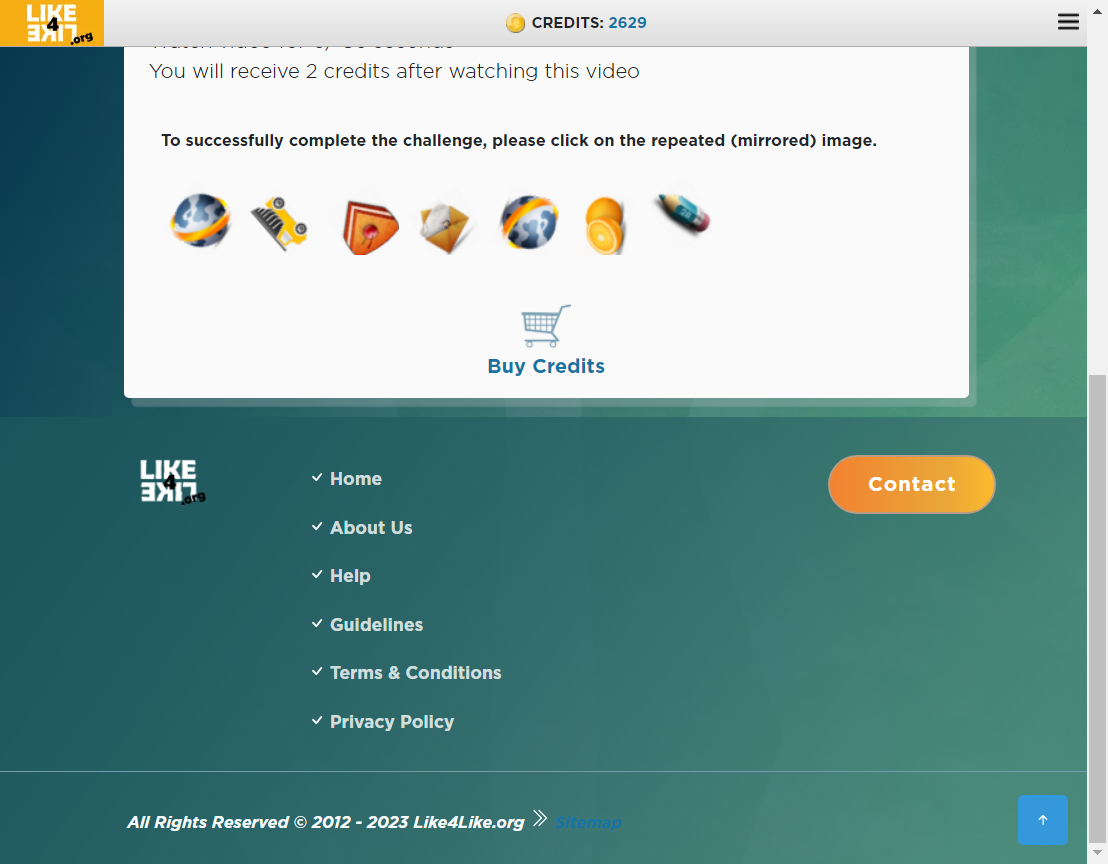 LIKE
4
LIKE
.org
CREDITS: 2629
You will receive 2 credits after watching this video
To successfully complete the challenge, please click on the repeated (mirrored) image.
Buy Credits
LIKE
4
LIKE
.org
Home
About Us
Help
Guidelines
Terms & Conditions
Privacy Policy
Contact
All Rights Reserved © 2012 - 2023 Like4Like.org
Sitemap